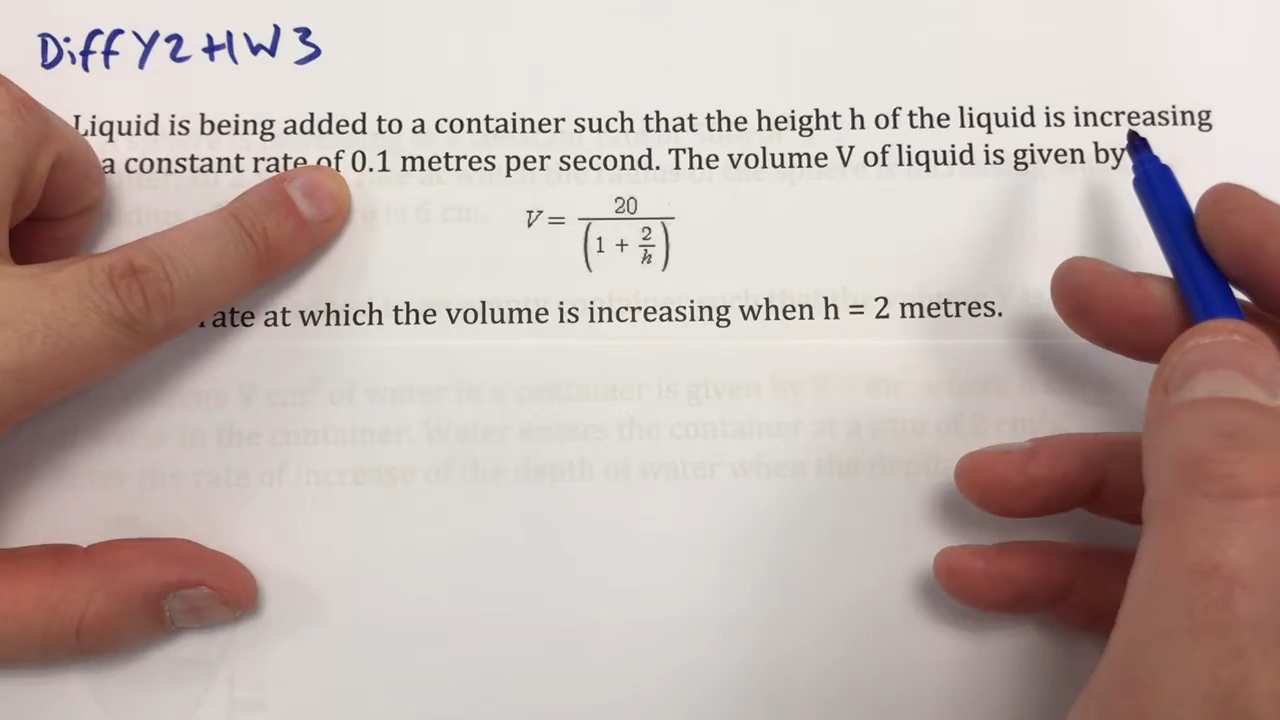 Diff Y2 HW3
Liquid is being added to a container such that the height h of the liquid is increasing
a constant rate of 0.1 metres per second. The volume V of liquid is given by
V = 20 / (1 + 2/h)
rate at which the volume is increasing when h = 2 metres.